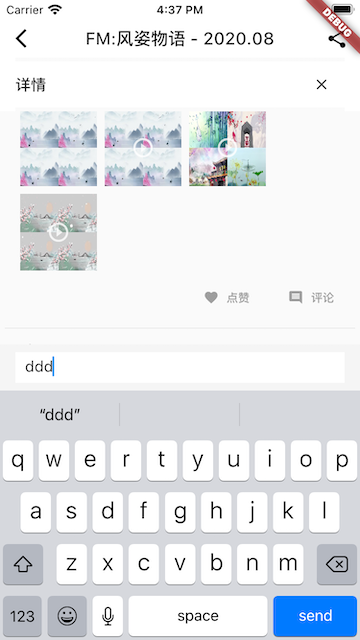 Carrier 4:37 PM
DEBUG
FM:风姿物语 - 2020.08
详情
点赞 评论
ddd
“ddd”
q w e r t y u i o p
a s d f g h j k l
z x c v b n m
123 space send